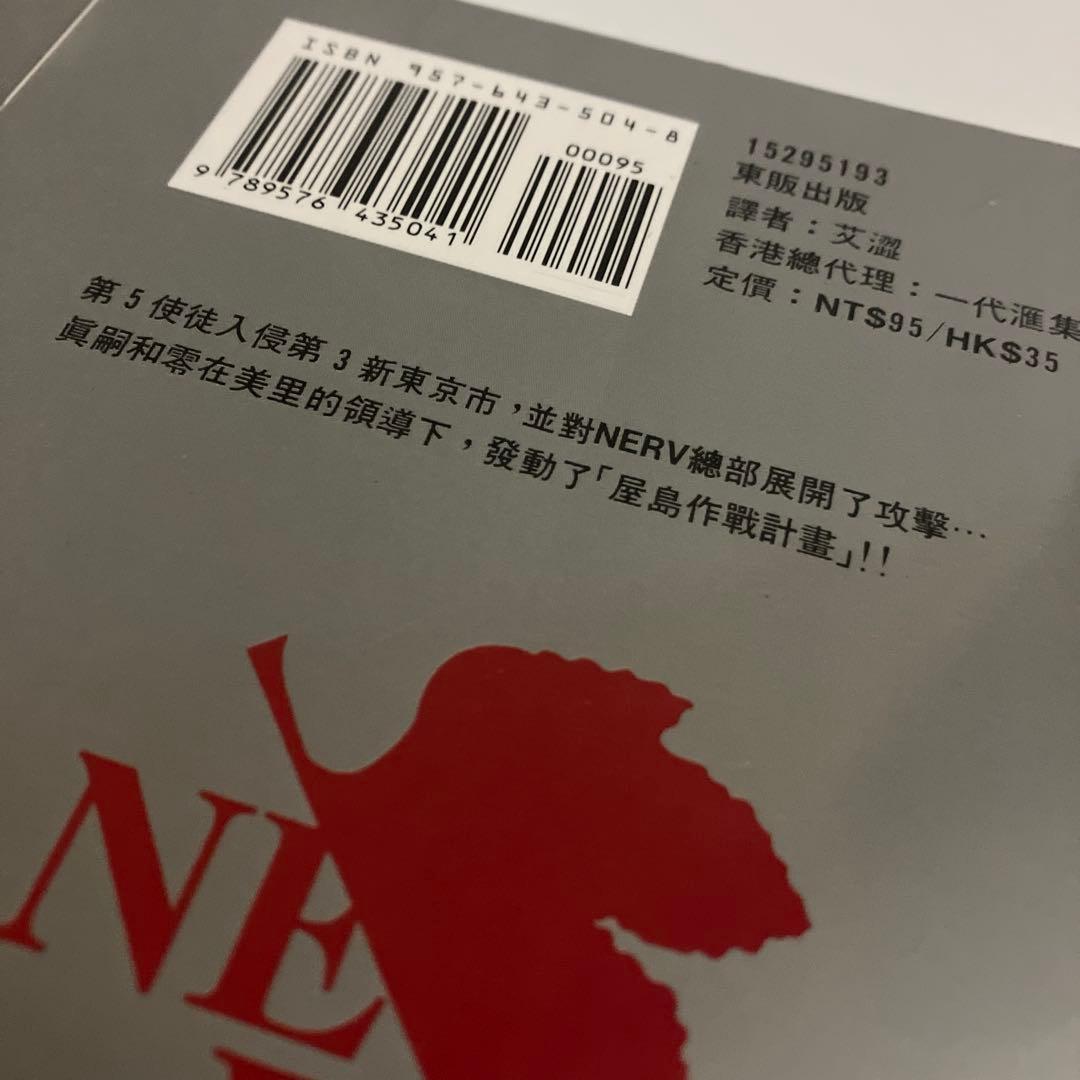 ISBN 957-643-504-8
00095
9 789576 435041
15295193
東販出版
譯者：艾澀
香港總代理：一代滙集
定價：NT$95/HK$35
第5使徒入侵第3新東京市，並對NERV總部展開了攻擊…
眞嗣和零在美里的領導下，發動了「屋島作戰計畫」!!
NE